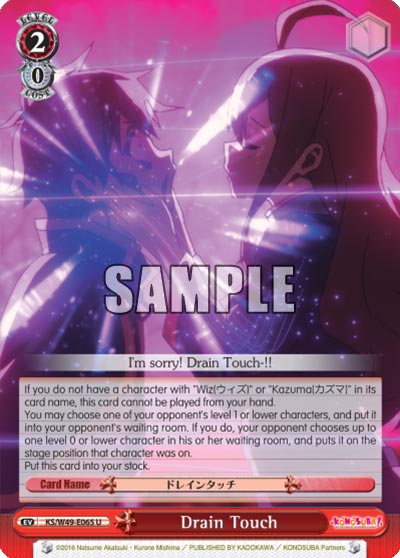 LEVEL
2
0
COST
SAMPLE
I'm sorry! Drain Touch-!!
If you do not have a character with "Wiz(ウィズ)" or "Kazuma(カズマ)" in its
card name, this card cannot be played from your hand.
You may choose one of your opponent's level 1 or lower characters, and put it
into your opponent's waiting room. If you do, your opponent chooses up to
one level 0 or lower character in his or her waiting room, and puts it on the
stage position that character was on.
Put this card into your stock.
Card Name ドレインタッチ
EV KS/W49-E065 U Drain Touch KONOSUBA!
©2016 Natsume Akatsuki・Kurone Mishima / PUBLISHED BY KADOKAWA / KONOSUBA Partners